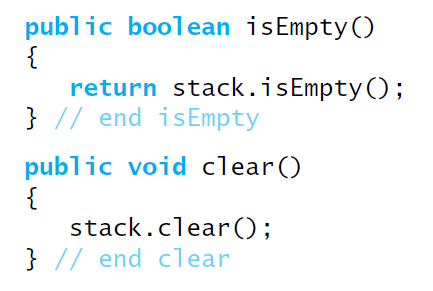 public boolean isEmpty()
{
   return stack.isEmpty();
} // end isEmpty
public void clear()
{
   stack.clear();
} // end clear